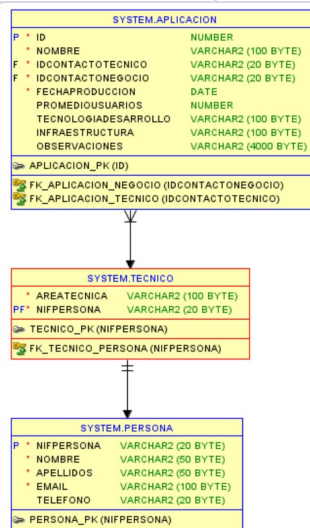 SYSTEM.APLICACION
P * ID NUMBER
* NOMBRE VARCHAR2 (100 BYTE)
F * IDCONTACTOTECNICO VARCHAR2 (20 BYTE)
F * IDCONTACTONEGOCIO VARCHAR2 (20 BYTE)
* FECHAPRODUCCION DATE
PROMEDIOUSUARIOS NUMBER
TECNOLOGIADESARROLLO VARCHAR2 (100 BYTE)
INFRAESTRUCTURA VARCHAR2 (100 BYTE)
OBSERVACIONES VARCHAR2 (4000 BYTE)
APLICACION_PK (ID)
FK_APLICACION_NEGOCIO (IDCONTACTONEGOCIO)
FK_APLICACION_TECNICO (IDCONTACTOTECNICO)
SYSTEM.TECNICO
* AREATECNICA VARCHAR2 (100 BYTE)
PF* NIFPERSONA VARCHAR2 (20 BYTE)
TECNICO_PK (NIFPERSONA)
FK_TECNICO_PERSONA (NIFPERSONA)
SYSTEM.PERSONA
P * NIFPERSONA VARCHAR2 (20 BYTE)
* NOMBRE VARCHAR2 (50 BYTE)
* APELLIDOS VARCHAR2 (50 BYTE)
* EMAIL VARCHAR2 (100 BYTE)
TELEFONO VARCHAR2 (20 BYTE)
PERSONA_PK (NIFPERSONA)